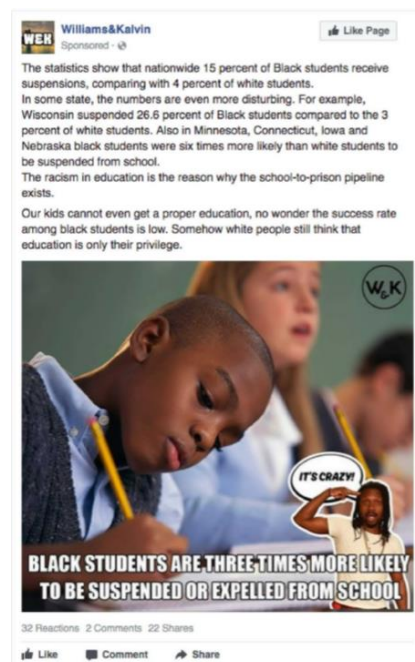 Williams&Kalvin
Like Page
WEK
Sponsored ·
The statistics show that nationwide 15 percent of Black students receive
suspensions, comparing with 4 percent of white students.
In some state, the numbers are even more disturbing. For example,
Wisconsin suspended 26.6 percent of Black students compared to the 3
percent of white students. Also in Minnesota, Connecticut, Iowa and
Nebraska black students were six times more likely than white students to
be suspended from school.
The racism in education is the reason why the school-to-prison pipeline
exists.
Our kids cannot even get a proper education, no wonder the success rate
among black students is low. Somehow white people still think that
education is only their privilege.
W&K
IT'S CRAZY!
BLACK STUDENTS ARE THREE TIMES MORE LIKELY
TO BE SUSPENDED OR EXPELLED FROM SCHOOL
32 Reactions 2 Comments 22 Shares
Like Comment Share